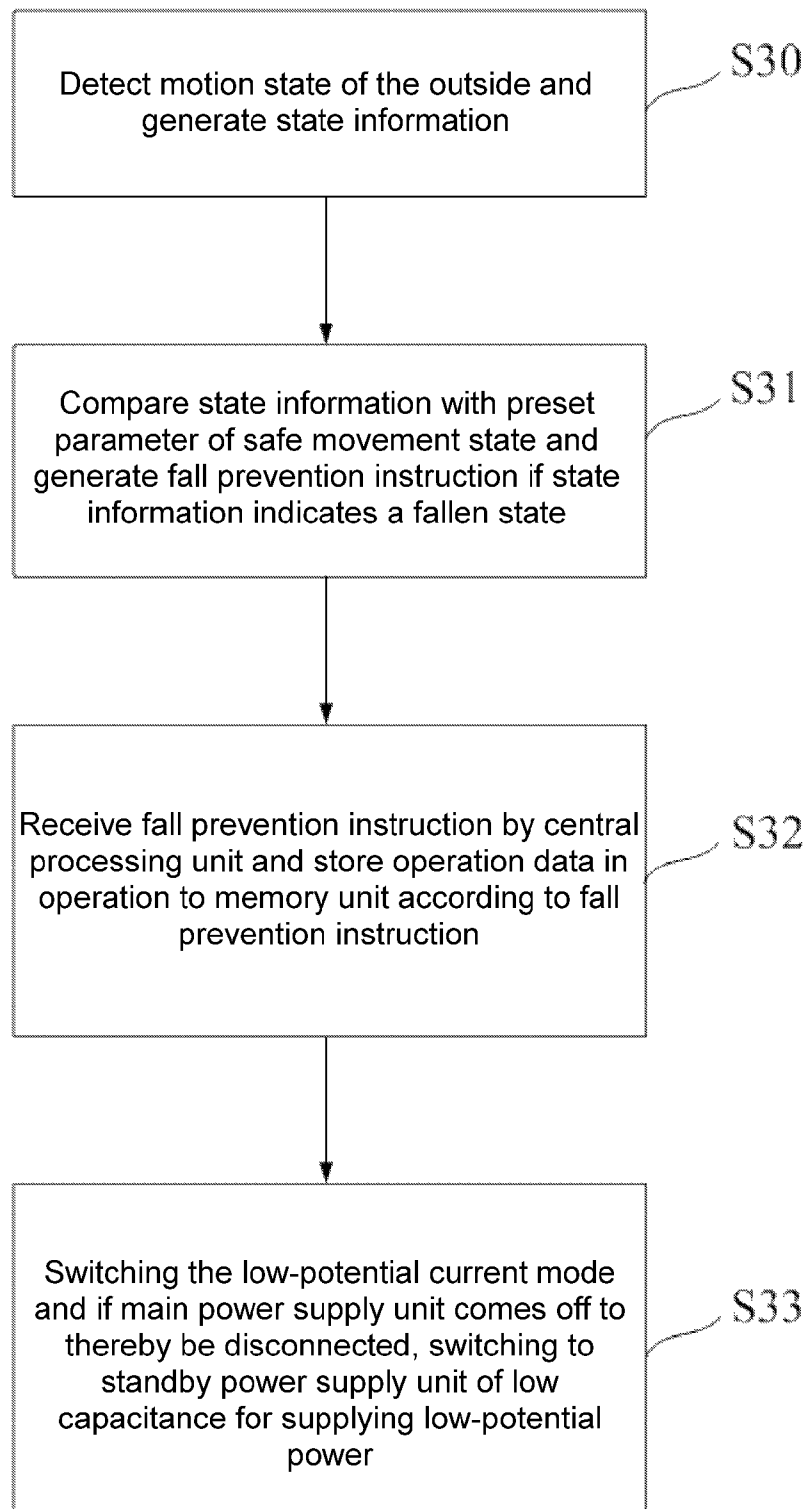 Detect motion state of the outside and
generate state information
S30
Compare state information with preset
parameter of safe movement state and
generate fall prevention instruction if state
information indicates a fallen state
S31
Receive fall prevention instruction by central
processing unit and store operation data in
operation to memory unit according to fall
prevention instruction
S32
Switching the low-potential current mode
and if main power supply unit comes off to
thereby be disconnected, switching to
standby power supply unit of low
capacitance for supplying low-potential
power
S33